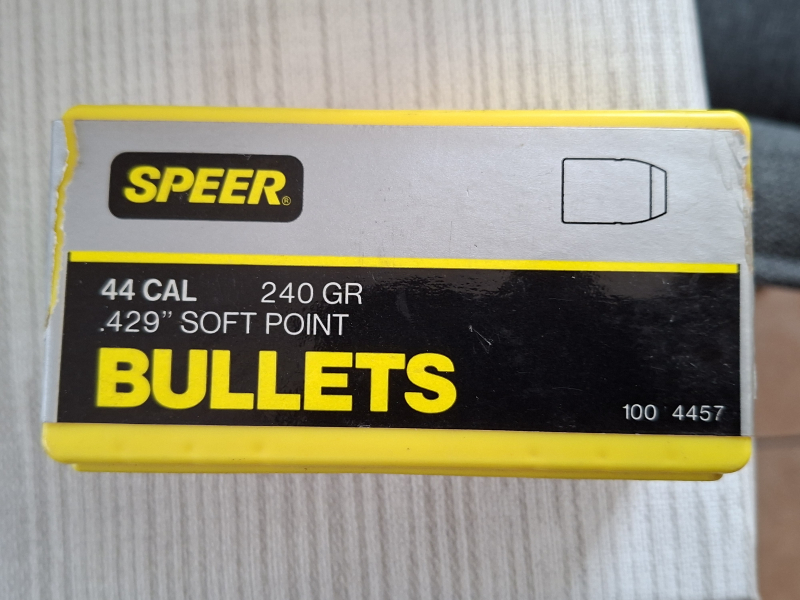 SPEER®
44 CAL 240 GR
.429” SOFT POINT
BULLETS
100 4457